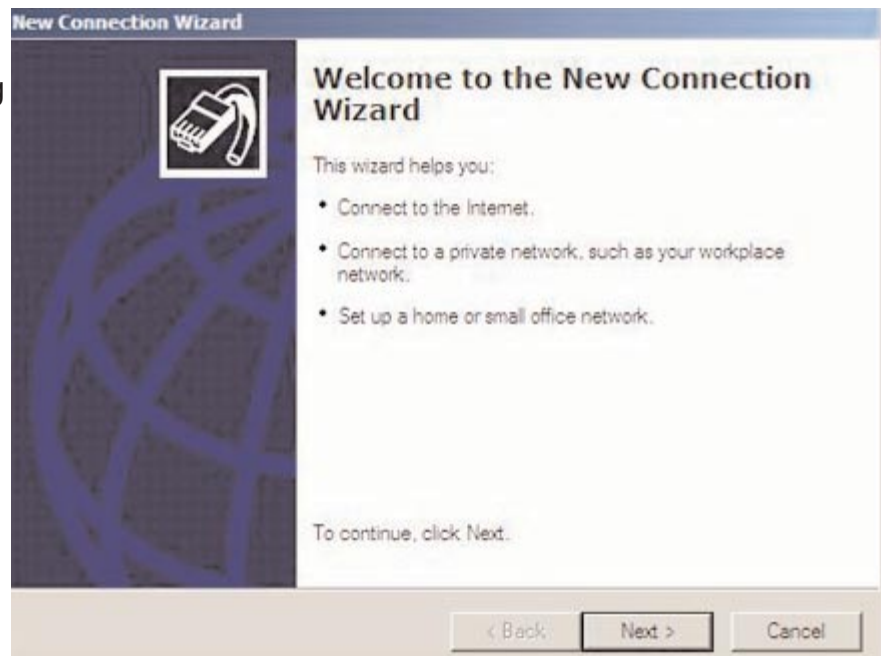 New Connection Wizard
g
Welcome to the New Connection
Wizard
This wizard helps you:
• Connect to the Internet.
• Connect to a private network, such as your workplace
network.
• Set up a home or small office network.
To continue, click Next.
< Back Next > Cancel